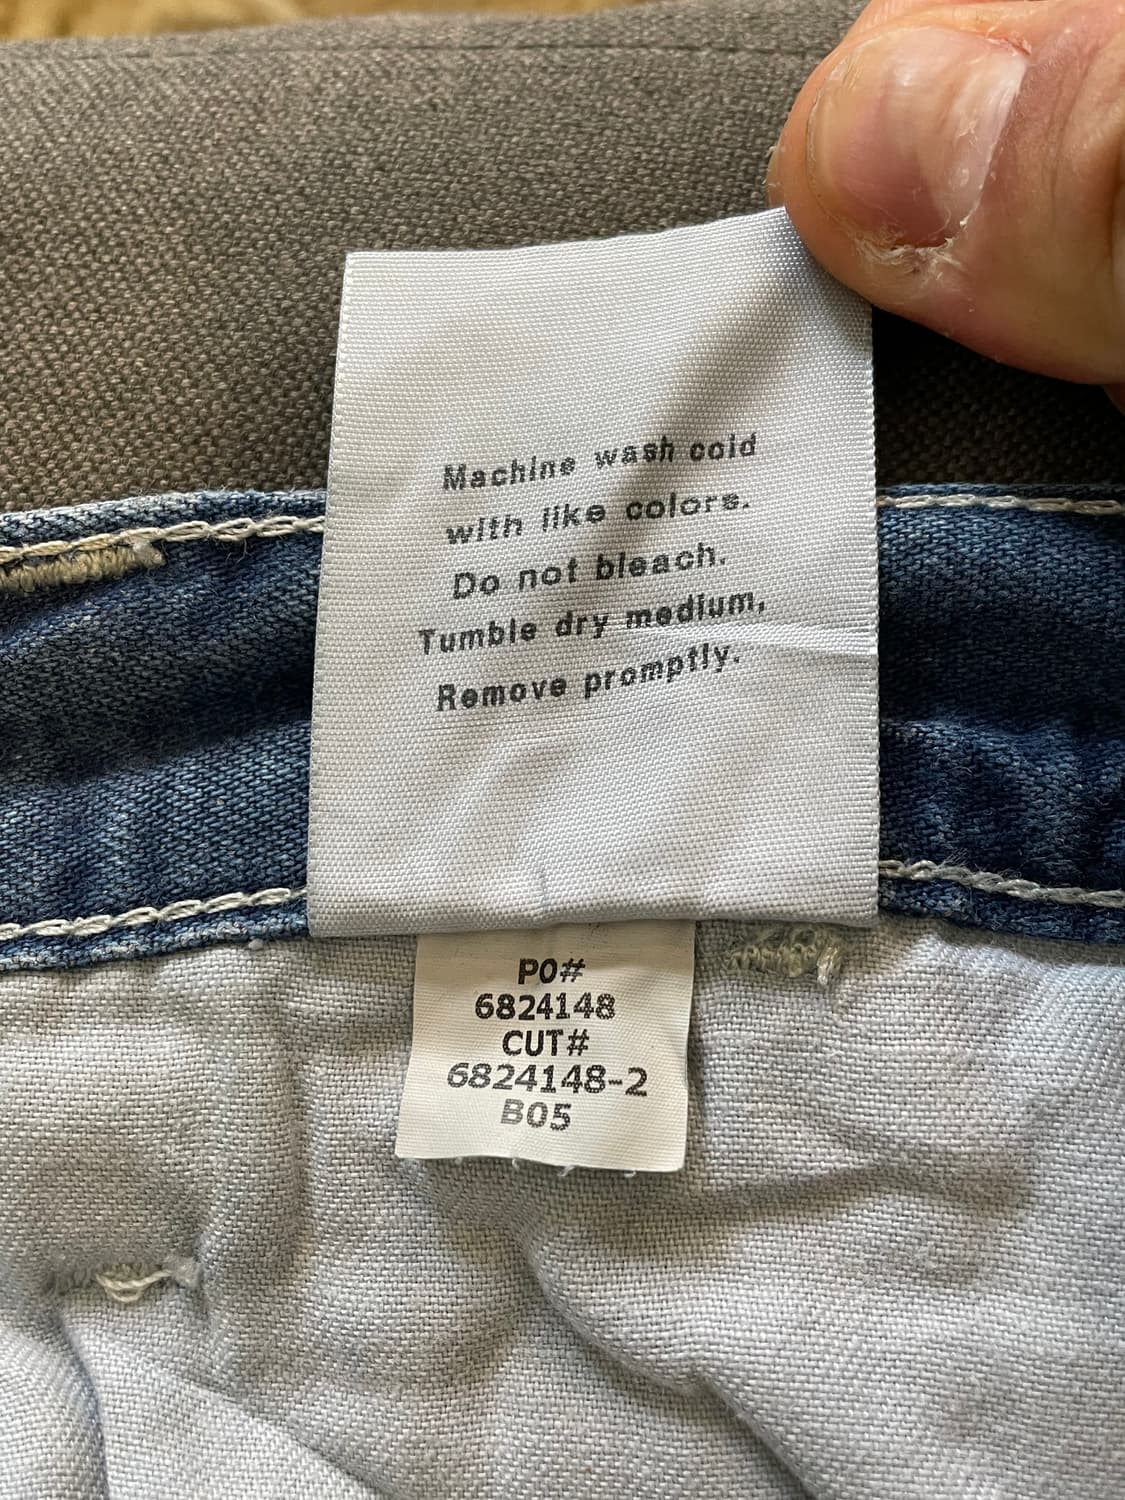 Machine wash cold
with like colors.
Do not bleach.
Tumble dry medium,
Remove promptly.
PO#
6824148
CUT#
6824148-2
B05